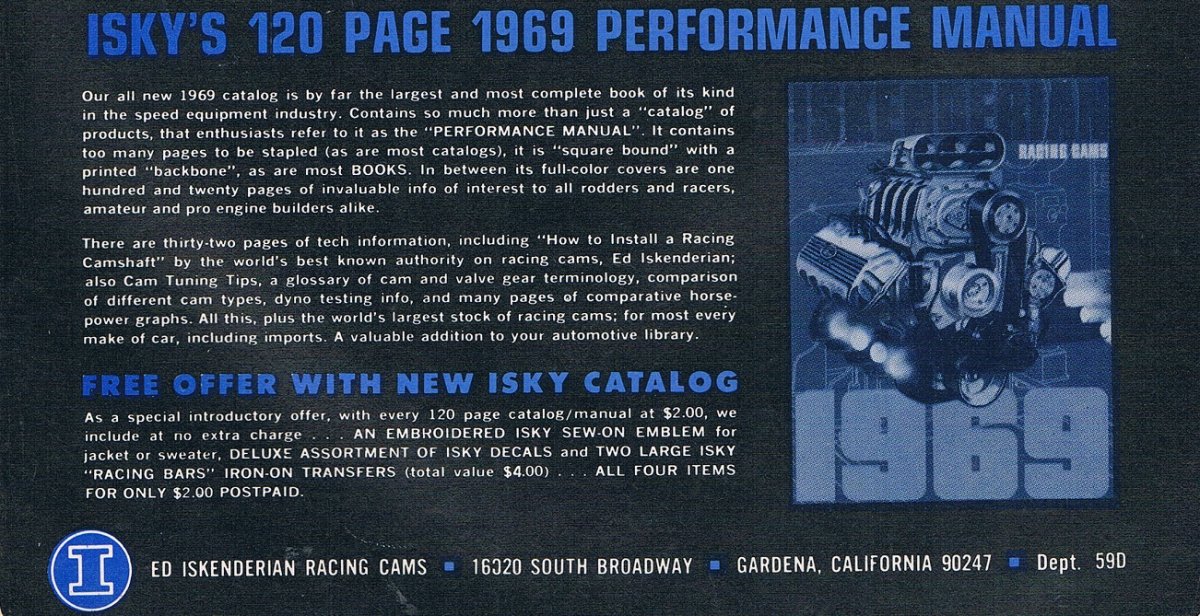 ISKY'S 120 PAGE 1969 PERFORMANCE MANUAL
Our all new 1969 catalog is by far the largest and most complete book of its kind
in the speed equipment industry. Contains so much more than just a "catalog" of
products, that enthusiasts refer to it as the "PERFORMANCE MANUAL". It contains
too many pages to be stapled (as are most catalogs), it is "square bound" with a
printed "backbone", as are most BOOKS. In between its full-color covers are one
hundred and twenty pages of invaluable info of interest to all rodders and racers,
amateur and pro engine builders alike.
There are thirty-two pages of tech information, including "How to Install a Racing
Camshaft" by the world's best known authority on racing cams, Ed Iskenderian;
also Cam Tuning Tips, a glossary of cam and valve gear terminology, comparison
of different cam types, dyno testing info, and many pages of comparative horse-
power graphs. All this, plus the world's largest stock of racing cams; for most every
make of car, including imports. A valuable addition to your automotive library.
FREE OFFER WITH NEW ISKY CATALOG
As a special introductory offer, with every 120 page catalog/manual at $2.00, we
include at no extra charge . . . AN EMBROIDERED ISKY SEW-ON EMBLEM for
jacket or sweater, DELUXE ASSORTMENT OF ISKY DECALS and TWO LARGE ISKY
"RACING BARS" IRON-ON TRANSFERS (total value $4.00) . . . ALL FOUR ITEMS
FOR ONLY $2.00 POSTPAID.
RACING CAMS
1969
I
ED ISKENDERIAN RACING CAMS ▪ 16020 SOUTH BROADWAY ▪ GARDENA, CALIFORNIA 90247 ▪ Dept. 59D